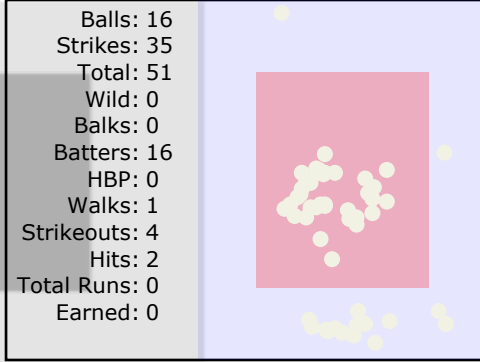 Balls: 16
Strikes: 35
Total: 51
Wild: 0
Balks: 0
Batters: 16
HBP: 0
Walks: 1
Strikeouts: 4
Hits: 2
Total Runs: 0
Earned: 0